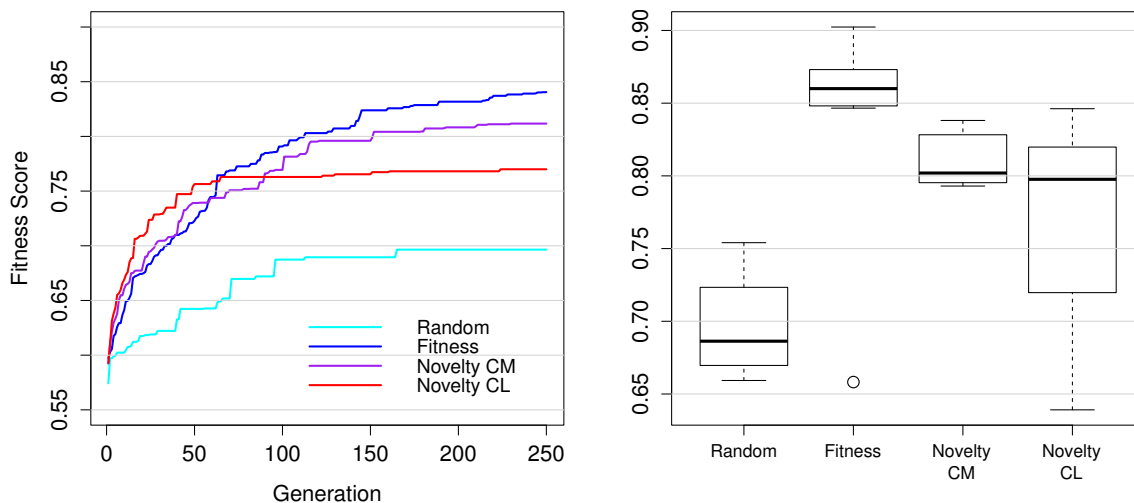 Fitness Score
0.85
0.75
0.65
0.55
Random
Fitness
Novelty CM
Novelty CL
0 50 100 150 200 250
Generation
0.90
0.85
0.80
0.75
0.70
0.65
Random Fitness Novelty CM Novelty CL